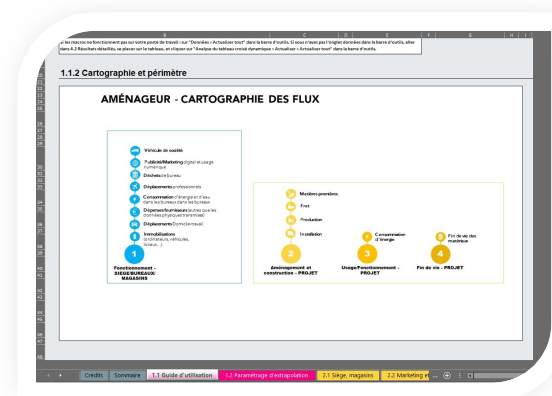 si les macros ne fonctionnent pas sur votre poste de travail : sur "Données > Actualiser tout" dans la barre d'outils. Si vous n'avez pas l'onglet données dans la barre d'outils, aller
dans 4.2 Résultats détaillés, se placer sur le tableau, et cliquer sur "Analyse du tableau croisé dynamique > Actualiser > Actualiser tout" dans la barre d'outils.
1.1.2 Cartographie et périmètre
AMÉNAGEUR - CARTOGRAPHIE DES FLUX
Véhicule de société
Publicité/Marketing digital et usage
numérique
Déchets de bureau
Déplacements professionnels
Consommation d'énergie et d'eau
dans les bureaux dans les bureaux
Dépenses fournisseurs (autres que les
données physiques transmises)
Déplacements Domicile travail
Immobilisations
(ordinateurs, véhicules,
locaux...)
1
Fonctionnement -
SIEGE/BUREAUX/
MAGASINS
Matières premières
Fret
Production
Installation
2
Aménagement et
construction - PROJET
Consommation
d'énergie
3
Usage/Fonctionnement -
PROJET
Fin de vie des
matériaux
4
Fin de vie - PROJET
Crédits
Sommaire
1.1 Guide d'utilisation
1.2 Paramétrage d'extrapolation
2.1 Siège, magasins
2.2 Marketing et ...